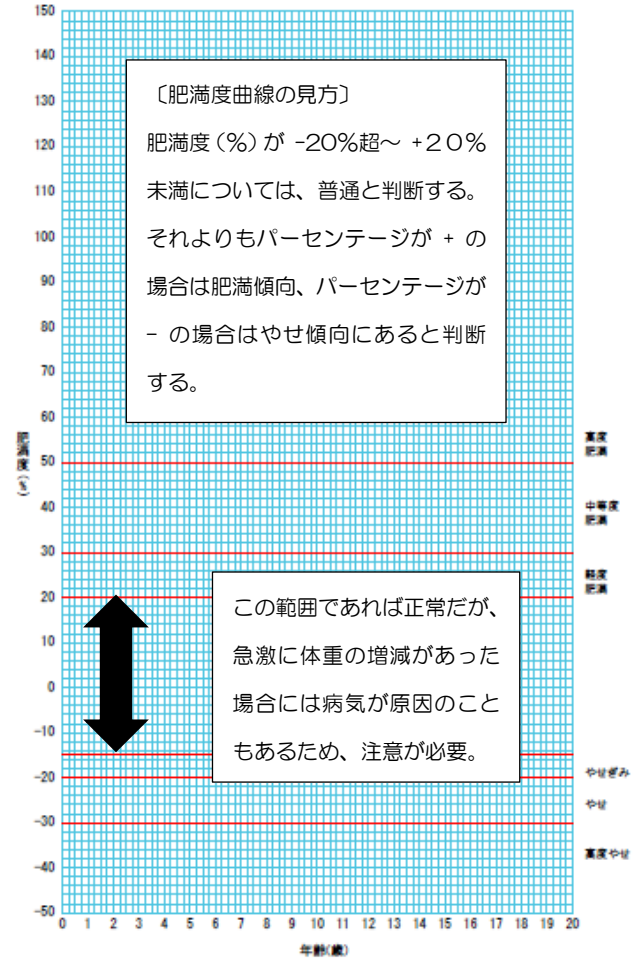 150
140
130
120
110
100
90
80
70
60
50
40
30
20
10
0
-10
-20
-30
-40
-50
肥満度(%)
〔肥満度曲線の見方〕
肥満度(%)が -20%超~ +20%
未満については、普通と判断する。
それよりもパーセンテージが + の
場合は肥満傾向、パーセンテージが
- の場合はやせ傾向にあると判断
する。
高度
肥満
中等度
肥満
軽度
肥満
この範囲であれば正常だが、
急激に体重の増減があった
場合には病気が原因のこと
もあるため、注意が必要。
やせぎみ
やせ
高度やせ
0 1 2 3 4 5 6 7 8 9 10 11 12 13 14 15 16 17 18 19 20
年齢(歳)